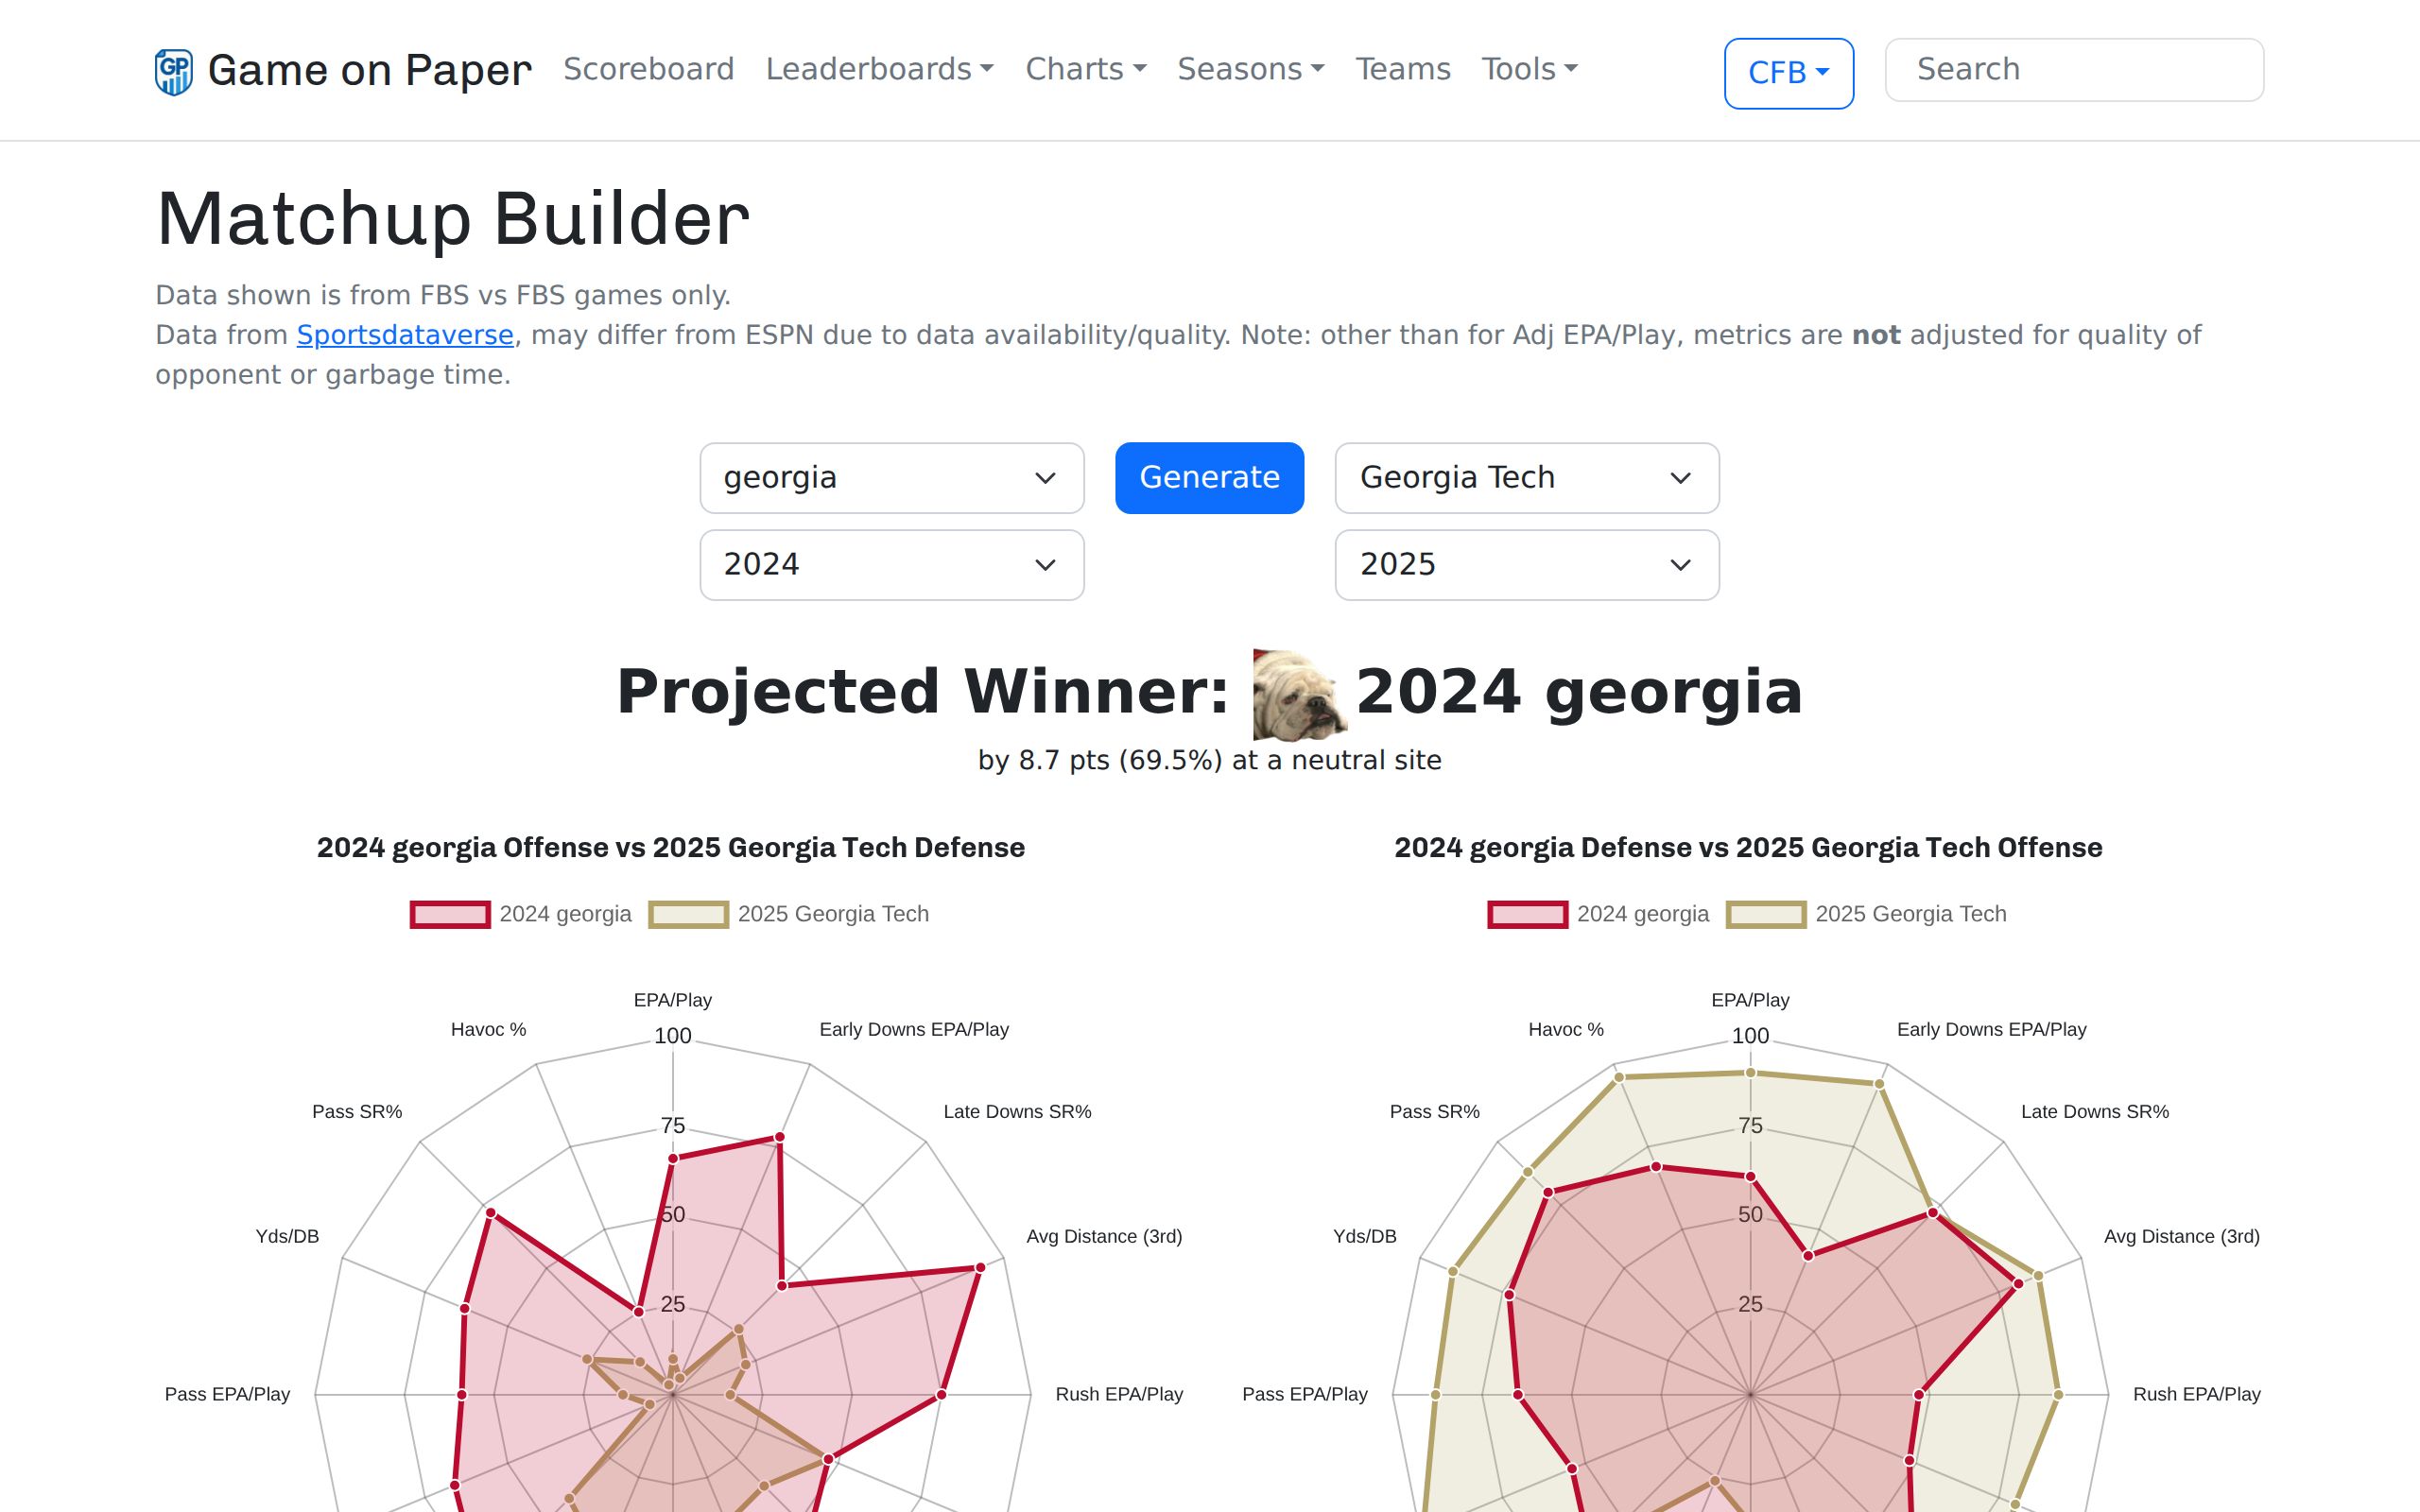 GP Game on Paper Scoreboard Leaderboards Charts Seasons Teams Tools CFB Search
Matchup Builder
Data shown is from FBS vs FBS games only.
Data from Sportsdataverse, may differ from ESPN due to data availability/quality. Note: other than for Adj EPA/Play, metrics are not adjusted for quality of
opponent or garbage time.
georgia Generate Georgia Tech
2024 2025
Projected Winner: 2024 georgia
by 8.7 pts (69.5%) at a neutral site
2024 georgia Offense vs 2025 Georgia Tech Defense
2024 georgia 2025 Georgia Tech
EPA/Play
Havoc % 100 Early Downs EPA/Play
Pass SR% 75 Late Downs SR%
Yds/DB 50 Avg Distance (3rd)
25
Pass EPA/Play Rush EPA/Play
2024 georgia Defense vs 2025 Georgia Tech Offense
2024 georgia 2025 Georgia Tech
EPA/Play
Havoc % 100 Early Downs EPA/Play
Pass SR% 75 Late Downs SR%
Yds/DB 50 Avg Distance (3rd)
25
Pass EPA/Play Rush EPA/Play